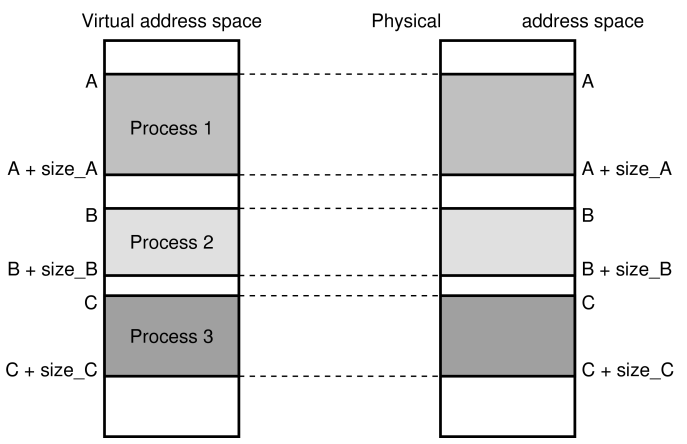 Virtual address space
Physical address space
A
A
Process 1
A + size_A
A + size_A
B
B
Process 2
B + size_B
B + size_B
C
C
Process 3
C + size_C
C + size_C